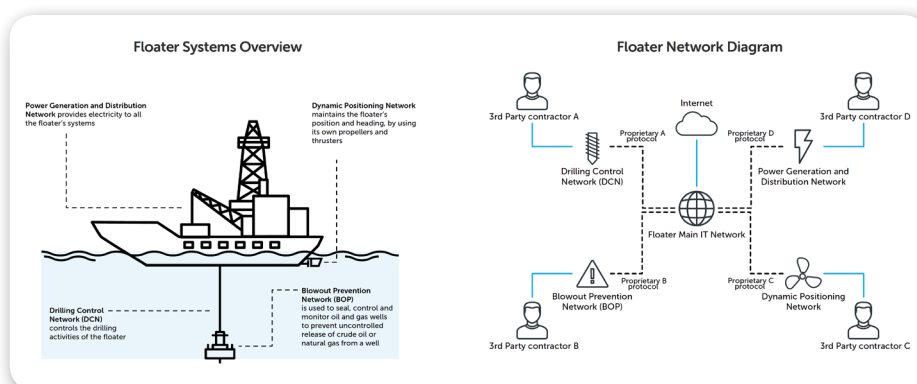 Floater Systems Overview
Power Generation and Distribution
Network provides electricity to all
the floater's systems
Dynamic Positioning Network
maintains the floater's
position and heading, by using
its own propellers and
thrusters
Drilling Control
Network (DCN)
controls the drilling
activities of the floater
Blowout Prevention
Network (BOP)
is used to seal, control and
monitor oil and gas wells
to prevent uncontrolled
release of crude oil or
natural gas from a well
Floater Network Diagram
3rd Party contractor A
Internet
3rd Party contractor D
Proprietary A
protocol
Proprietary D
protocol
Drilling Control
Network (DCN)
Power Generation and
Distribution Network
Floater Main IT Network
Proprietary B
protocol
Proprietary C
protocol
Blowout Prevention
Network (BOP)
Dynamic Positioning
Network
3rd Party contractor B
3rd Party contractor C